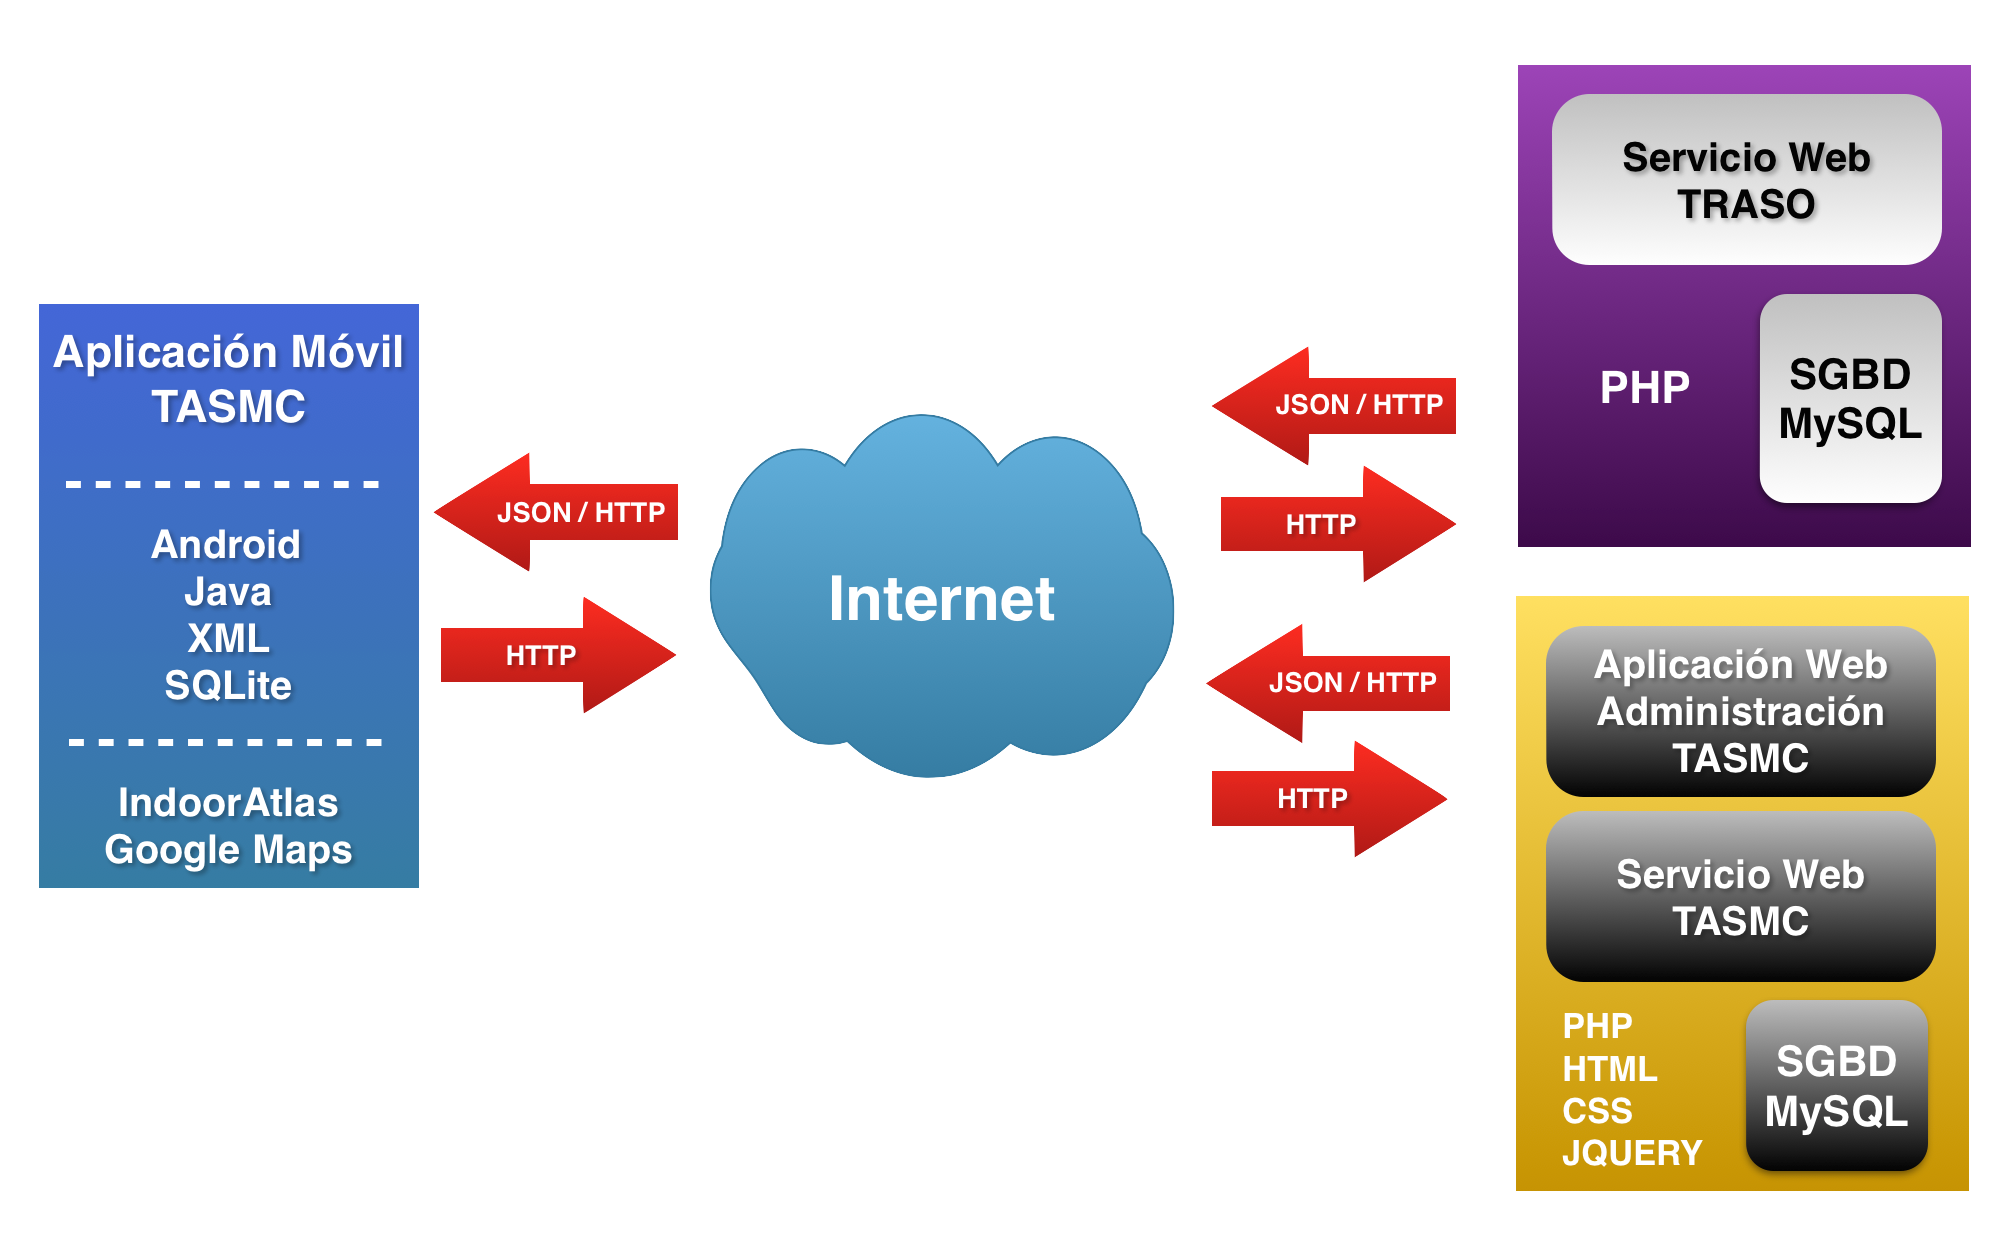 Aplicación Móvil
TASMC
Android
Java
XML
SQLite
IndoorAtlas
Google Maps
JSON / HTTP
HTTP
Internet
JSON / HTTP
HTTP
JSON / HTTP
HTTP
Servicio Web
TRASO
PHP
SGBD
MySQL
Aplicación Web
Administración
TASMC
Servicio Web
TASMC
PHP
HTML
CSS
JQUERY
SGBD
MySQL